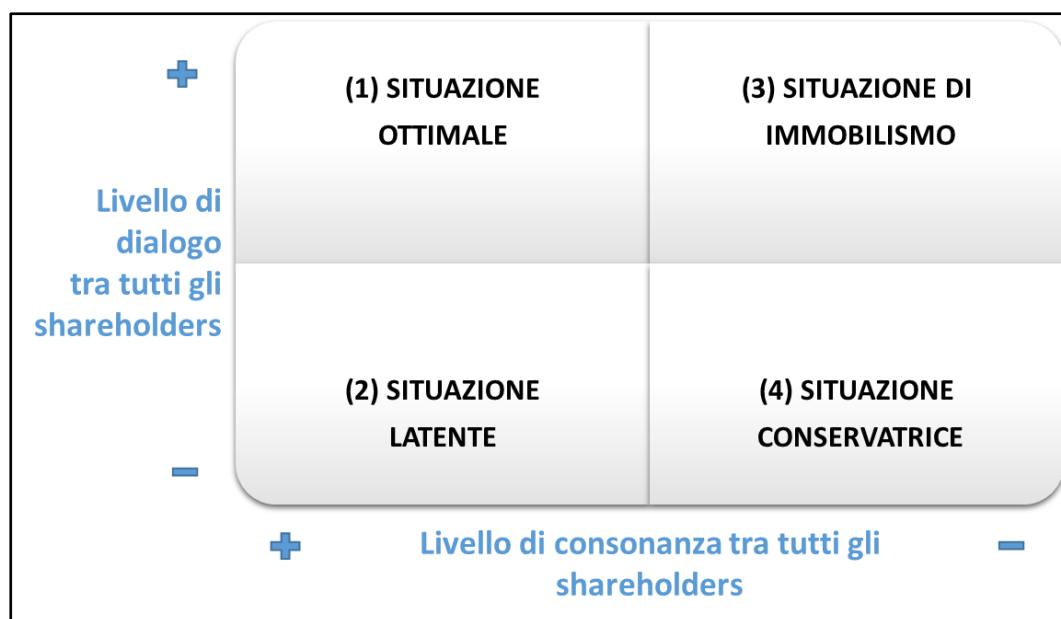 (1) SITUAZIONE
OTTIMALE
(3) SITUAZIONE DI
IMMOBILISMO
Livello di
dialogo
tra tutti gli
shareholders
(2) SITUAZIONE
LATENTE
(4) SITUAZIONE
CONSERVATRICE
Livello di consonanza tra tutti gli
shareholders